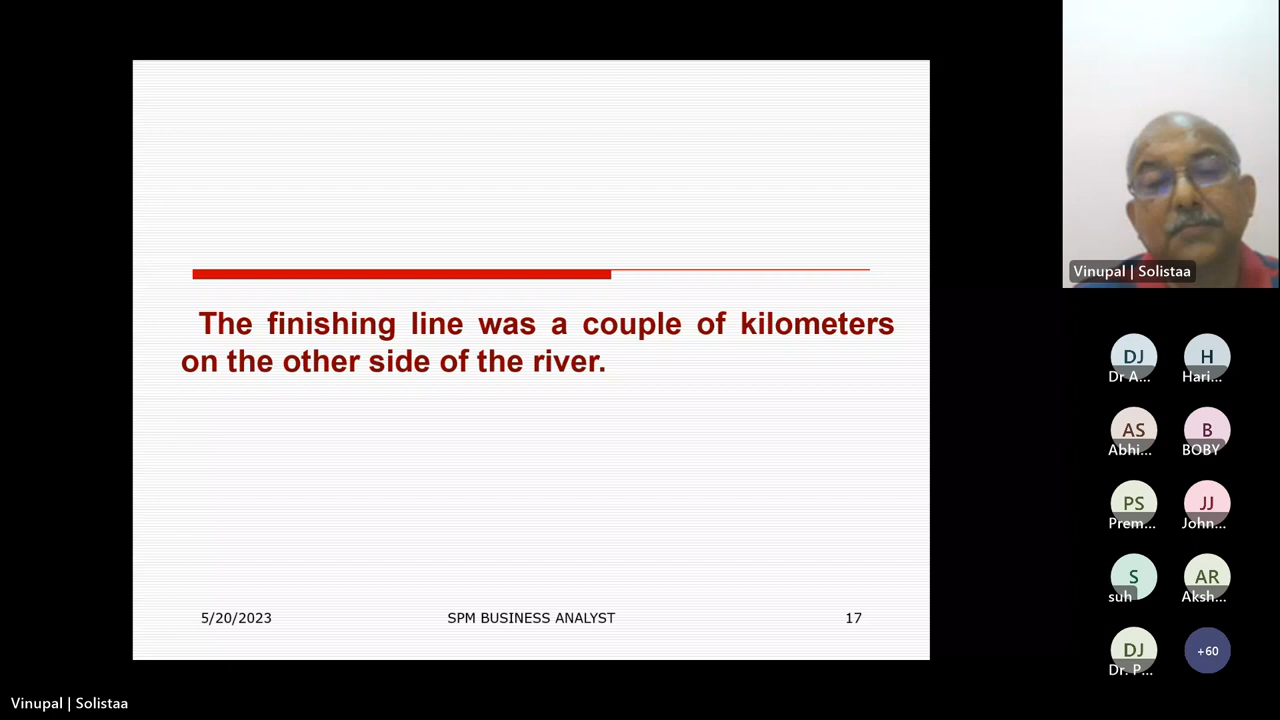 The finishing line was a couple of kilometers
on the other side of the river.
5/20/2023 SPM BUSINESS ANALYST 17
Vinupal | Solistaa
DJ H
Dr A... Hari...
AS B
Abhi... BOBY
PS JJ
Prem... John...
S AR
suh Aksh...
DJ +60
Dr. P...
Vinupal | Solistaa